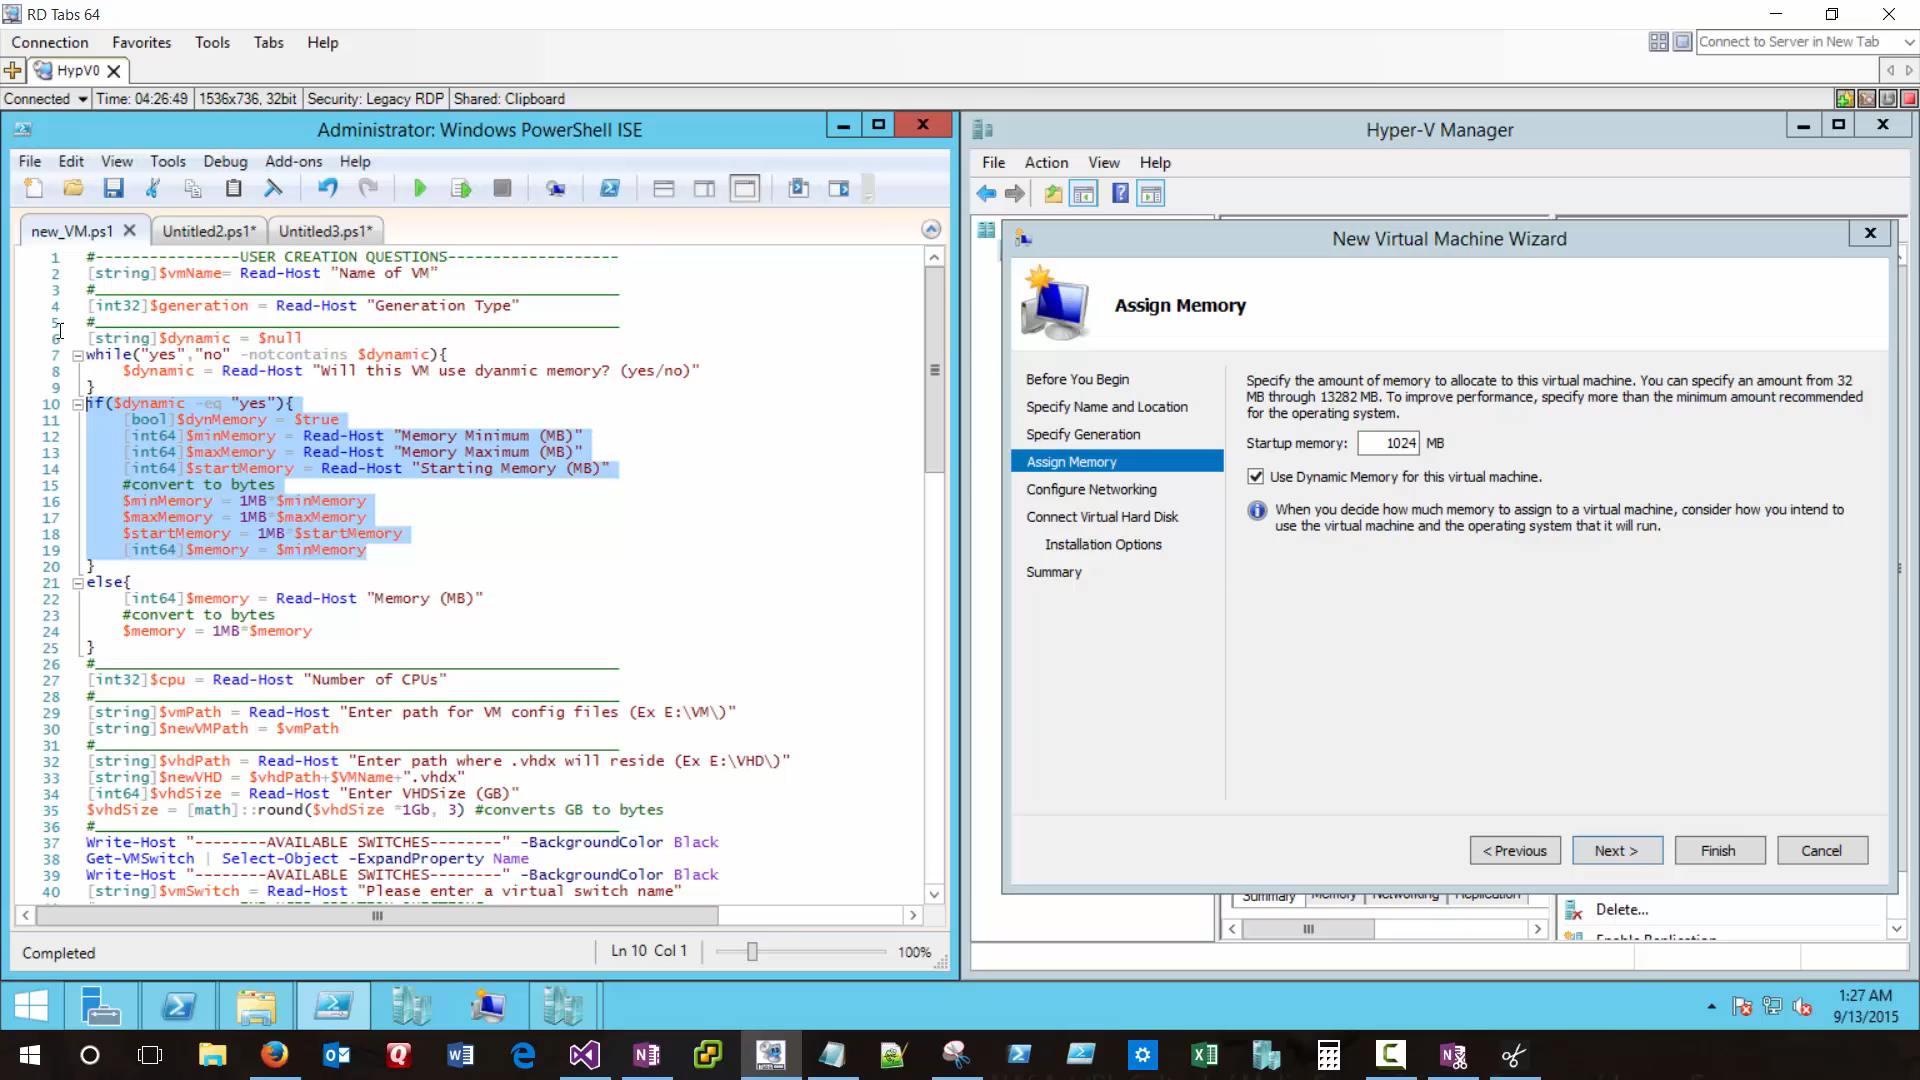 RD Tabs 64
Connection Favorites Tools Tabs Help
Connect to Server in New Tab
HypV0
Connected Time: 04:26:49 1536x736, 32bit Security: Legacy RDP Shared: Clipboard
Administrator: Windows PowerShell ISE
File Edit View Tools Debug Add-ons Help
new_VM.ps1 Untitled2.ps1* Untitled3.ps1*
1 #-----------------USER CREATION QUESTIONS-------------------
2 [string]$vmName= Read-Host "Name of VM"
3 #__________________________________________________________
4 [int32]$generation = Read-Host "Generation Type"
5 #__________________________________________________________
6 [string]$dynamic = $null
7 while("yes","no" -notcontains $dynamic){
8 $dynamic = Read-Host "Will this VM use dyanmic memory? (yes/no)"
9 }
10 if($dynamic -eq "yes"){
11 [bool]$dynMemory = $true
12 [int64]$minMemory = Read-Host "Memory Minimum (MB)"
13 [int64]$maxMemory = Read-Host "Memory Maximum (MB)"
14 [int64]$startMemory = Read-Host "Starting Memory (MB)"
15 #convert to bytes
16 $minMemory = 1MB*$minMemory
17 $maxMemory = 1MB*$maxMemory
18 $startMemory = 1MB*$startMemory
19 [int64]$memory = $minMemory
20 }
21 else{
22 [int64]$memory = Read-Host "Memory (MB)"
23 #convert to bytes
24 $memory = 1MB*$memory
25 }
26 #__________________________________________________________
27 [int32]$cpu = Read-Host "Number of CPUs"
28 #__________________________________________________________
29 [string]$vmPath = Read-Host "Enter path for VM config files (Ex E:\VM\)"
30 [string]$newVMPath = $vmPath
31 #__________________________________________________________
32 [string]$vhdPath = Read-Host "Enter path where .vhdx will reside (Ex E:\VHD\)"
33 [string]$newVHD = $vhdPath+$VMName+".vhdx"
34 [int64]$vhdSize = Read-Host "Enter VHDSize (GB)"
35 $vhdSize = [math]::round($vhdSize *1Gb, 3) #converts GB to bytes
36 #__________________________________________________________
37 Write-Host "--------AVAILABLE SWITCHES--------" -BackgroundColor Black
38 Get-VMSwitch | Select-Object -ExpandProperty Name
39 Write-Host "--------AVAILABLE SWITCHES--------" -BackgroundColor Black
40 [string]$vmSwitch = Read-Host "Please enter a virtual switch name"
Completed Ln 10 Col 1 100%
Hyper-V Manager
File Action View Help
New Virtual Machine Wizard
Assign Memory
Before You Begin
Specify Name and Location
Specify Generation
Assign Memory
Configure Networking
Connect Virtual Hard Disk
Installation Options
Summary
Specify the amount of memory to allocate to this virtual machine. You can specify an amount from 32
MB through 13282 MB. To improve performance, specify more than the minimum amount recommended
for the operating system.
Startup memory: 1024 MB
Use Dynamic Memory for this virtual machine.
When you decide how much memory to assign to a virtual machine, consider how you intend to
use the virtual machine and the operating system that it will run.
< Previous Next > Finish Cancel
Summary Memory Networking Replication
Delete...
Enable Replication
1:27 AM
9/13/2015